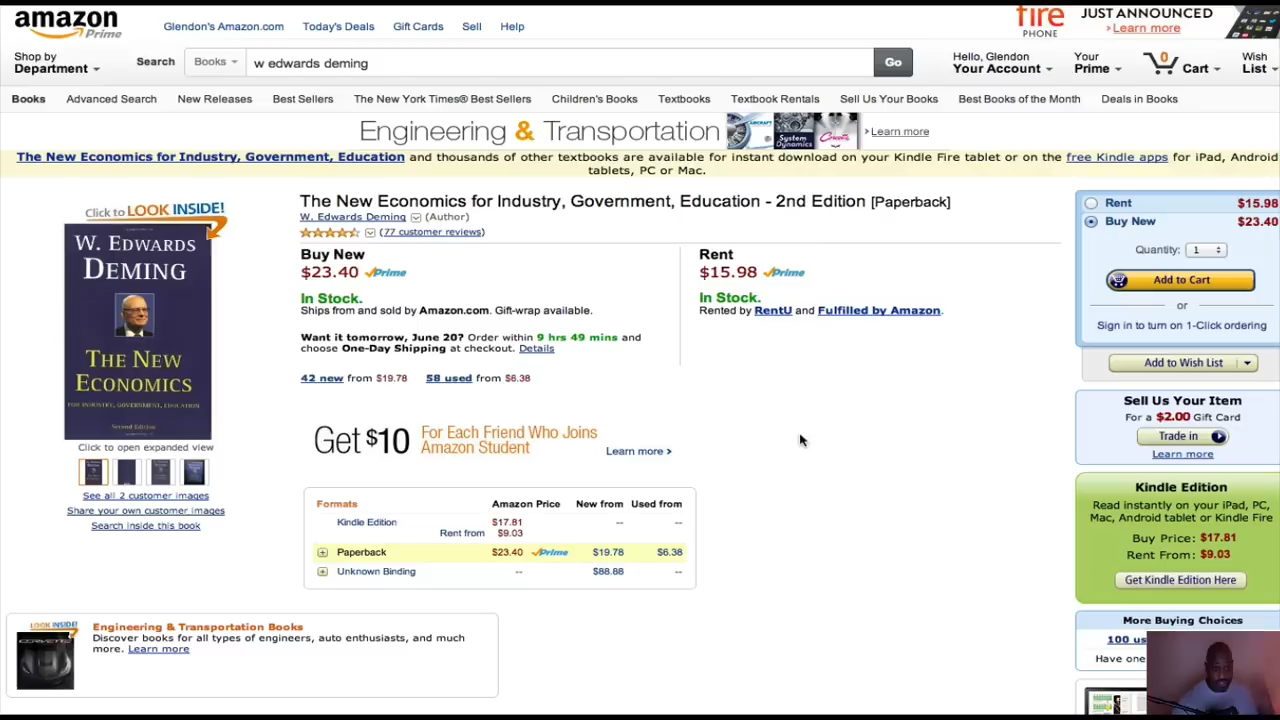 amazon
Prime
Glendon's Amazon.com Today's Deals Gift Cards Sell Help
fire
PHONE
JUST ANNOUNCED
› Learn more
Shop by
Department
Search Books w edwards deming Go
Hello, Glendon
Your Account
Your
Prime
0
Cart
Wish
List
Books Advanced Search New Releases Best Sellers The New York Times® Best Sellers Children's Books Textbooks Textbook Rentals Sell Us Your Books Best Books of the Month Deals in Books
Engineering & Transportation
AIRCRAFT
System
Dynamics
› Learn more
The New Economics for Industry, Government, Education and thousands of other textbooks are available for instant download on your Kindle Fire tablet or on the free Kindle apps for iPad, Android
tablets, PC or Mac.
Click to LOOK INSIDE!
W. EDWARDS
DEMING
THE NEW
ECONOMICS
FOR INDUSTRY, GOVERNMENT, EDUCATION
Second Edition
Click to open expanded view
See all 2 customer images
Share your own customer images
Search inside this book
The New Economics for Industry, Government, Education - 2nd Edition [Paperback]
W. Edwards Deming (Author)
(77 customer reviews)
Buy New
$23.40 Prime
In Stock.
Ships from and sold by Amazon.com. Gift-wrap available.
Want it tomorrow, June 20? Order within 9 hrs 49 mins and
choose One-Day Shipping at checkout. Details
42 new from $19.78 58 used from $6.38
Rent
$15.98 Prime
In Stock.
Rented by RentU and Fulfilled by Amazon.
Get $10 For Each Friend Who Joins
Amazon Student
Learn more ›
Formats Amazon Price New from Used from
Kindle Edition $17.81 -- --
Rent from $9.03
Paperback $23.40 Prime $19.78 $6.38
Unknown Binding -- $88.88 --
LOOK INSIDE!
CORVETTE
Engineering & Transportation Books
Discover books for all types of engineers, auto enthusiasts, and much
more. Learn more
Rent $15.98
Buy New $23.40
Quantity: 1
Add to Cart
or
Sign in to turn on 1-Click ordering
Add to Wish List
Sell Us Your Item
For a $2.00 Gift Card
Trade in
Learn more
Kindle Edition
Read instantly on your iPad, PC,
Mac, Android tablet or Kindle Fire
Buy Price: $17.81
Rent From: $9.03
Get Kindle Edition Here
More Buying Choices
100 us
Have one